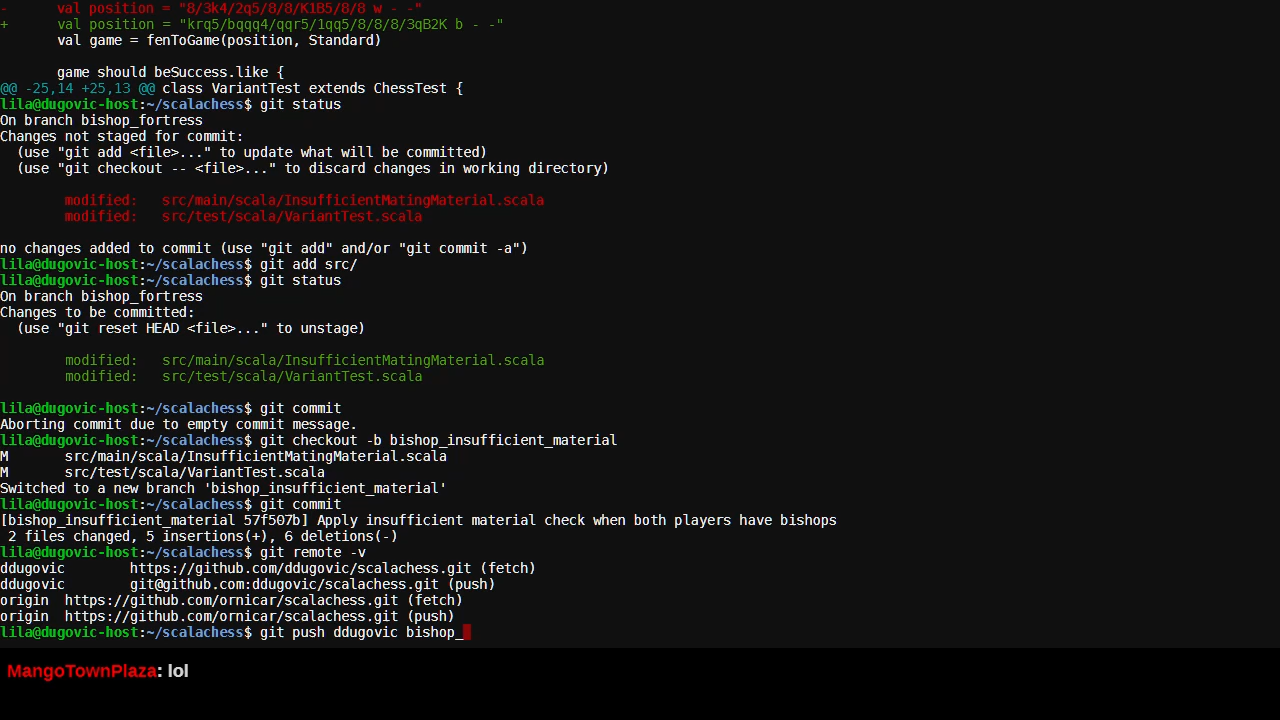 -      val position = "8/3k4/2q5/8/8/K1B5/8/8 w - -"
+      val position = "krq5/bqqq4/qqr5/1qq5/8/8/8/3qB2K b - -"
       val game = fenToGame(position, Standard)
       game should beSuccess.like {
@@ -25,14 +25,13 @@ class VariantTest extends ChessTest {
lila@dugovic-host:~/scalachess$ git status
On branch bishop_fortress
Changes not staged for commit:
  (use "git add <file>..." to update what will be committed)
  (use "git checkout -- <file>..." to discard changes in working directory)
        modified:   src/main/scala/InsufficientMatingMaterial.scala
        modified:   src/test/scala/VariantTest.scala
no changes added to commit (use "git add" and/or "git commit -a")
lila@dugovic-host:~/scalachess$ git add src/
lila@dugovic-host:~/scalachess$ git status
On branch bishop_fortress
Changes to be committed:
  (use "git reset HEAD <file>..." to unstage)
        modified:   src/main/scala/InsufficientMatingMaterial.scala
        modified:   src/test/scala/VariantTest.scala
lila@dugovic-host:~/scalachess$ git commit
Aborting commit due to empty commit message.
lila@dugovic-host:~/scalachess$ git checkout -b bishop_insufficient_material
M       src/main/scala/InsufficientMatingMaterial.scala
M       src/test/scala/VariantTest.scala
Switched to a new branch 'bishop_insufficient_material'
lila@dugovic-host:~/scalachess$ git commit
[bishop_insufficient_material 57f507b] Apply insufficient material check when both players have bishops
 2 files changed, 5 insertions(+), 6 deletions(-)
lila@dugovic-host:~/scalachess$ git remote -v
ddugovic        https://github.com/ddugovic/scalachess.git (fetch)
ddugovic        git@github.com:ddugovic/scalachess.git (push)
origin  https://github.com/ornicar/scalachess.git (fetch)
origin  https://github.com/ornicar/scalachess.git (push)
lila@dugovic-host:~/scalachess$ git push ddugovic bishop_
MangoTownPlaza: lol